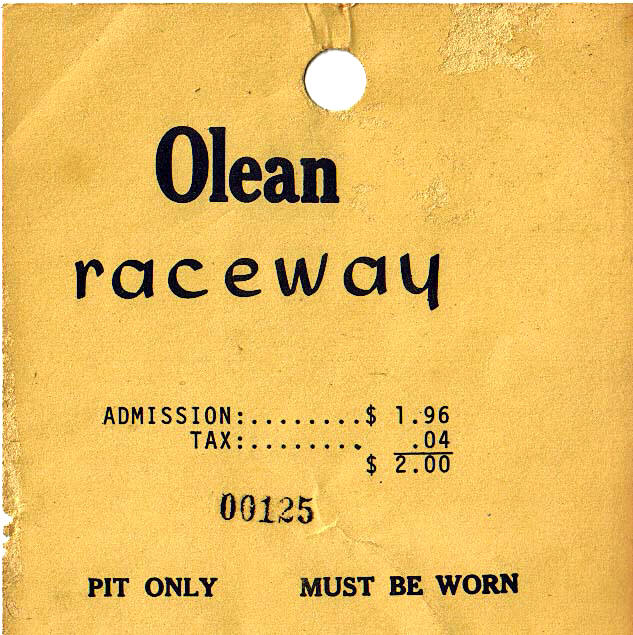 Olean
raceway
ADMISSION:........$ 1.96
TAX:........ .04
$ 2.00
00125
PIT ONLY MUST BE WORN